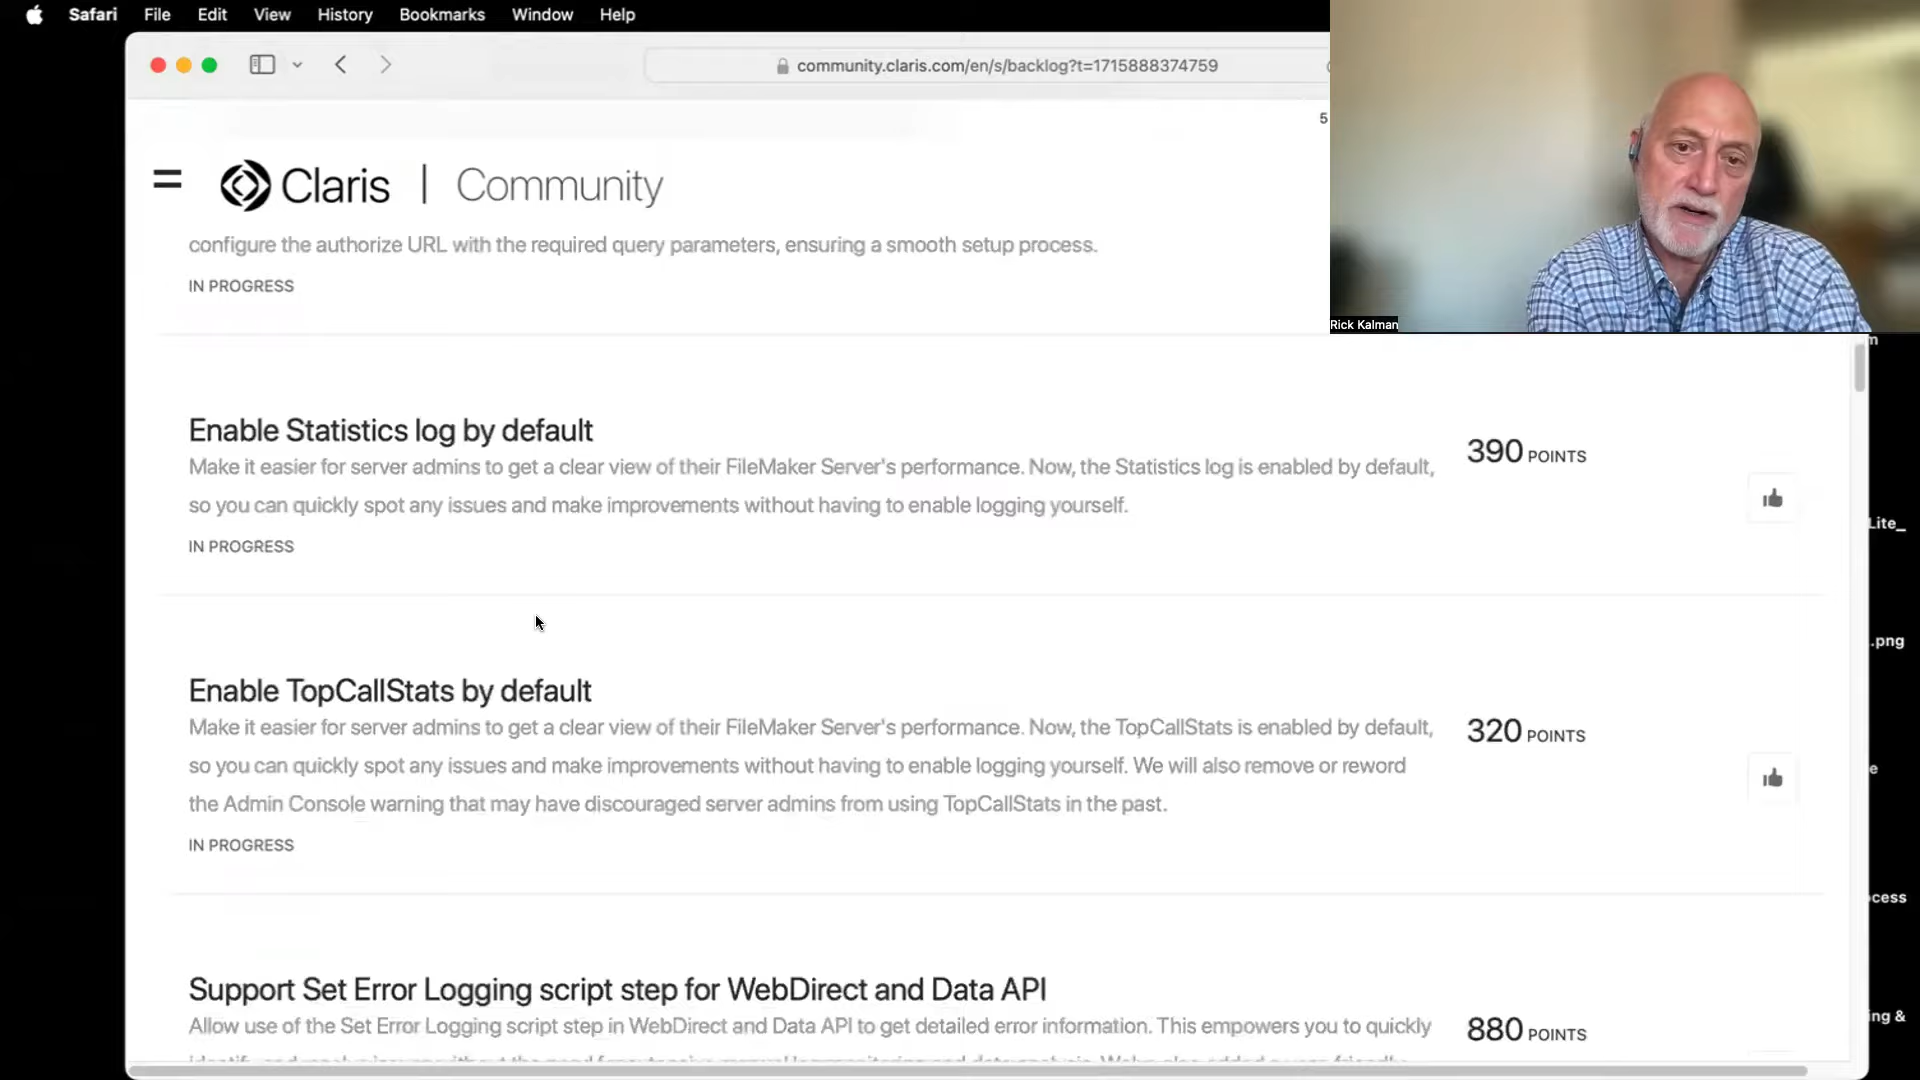 Safari File Edit View History Bookmarks Window Help
community.claris.com/en/s/backlog?t=1715888374759
5
Claris | Community
configure the authorize URL with the required query parameters, ensuring a smooth setup process.
IN PROGRESS
Rick Kalman
Enable Statistics log by default
Make it easier for server admins to get a clear view of their FileMaker Server's performance. Now, the Statistics log is enabled by default,
so you can quickly spot any issues and make improvements without having to enable logging yourself.
IN PROGRESS
390 POINTS
Lite_
.png
Enable TopCallStats by default
Make it easier for server admins to get a clear view of their FileMaker Server's performance. Now, the TopCallStats is enabled by default,
so you can quickly spot any issues and make improvements without having to enable logging yourself. We will also remove or reword
the Admin Console warning that may have discouraged server admins from using TopCallStats in the past.
IN PROGRESS
320 POINTS
e
cess
Support Set Error Logging script step for WebDirect and Data API
Allow use of the Set Error Logging script step in WebDirect and Data API to get detailed error information. This empowers you to quickly
880 POINTS
ing &